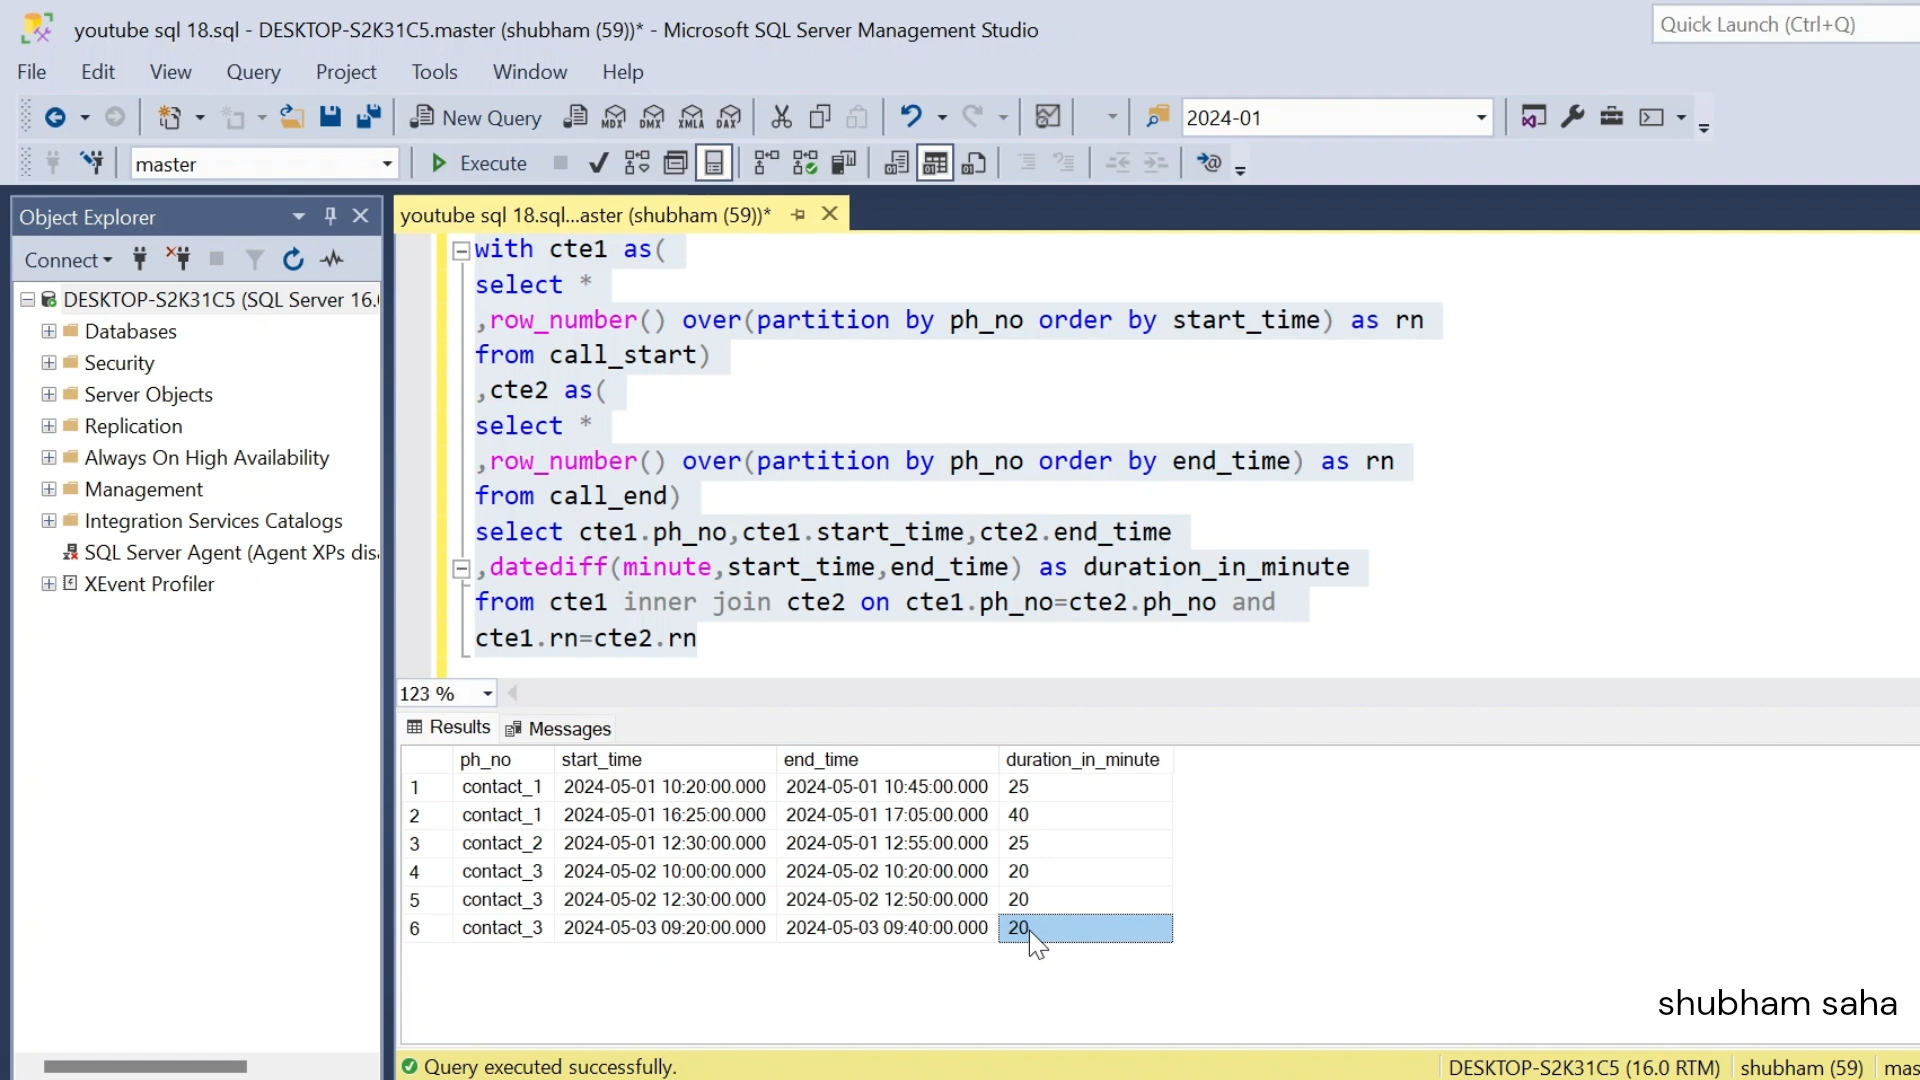 youtube sql 18.sql - DESKTOP-S2K31C5.master (shubham (59))* - Microsoft SQL Server Management Studio
Quick Launch (Ctrl+Q)
File Edit View Query Project Tools Window Help
New Query MDX DMX XMLA DAX 2024-01
master Execute
Object Explorer
Connect
DESKTOP-S2K31C5 (SQL Server 16.
Databases
Security
Server Objects
Replication
Always On High Availability
Management
Integration Services Catalogs
SQL Server Agent (Agent XPs disa
XEvent Profiler
youtube sql 18.sql...aster (shubham (59))*
with cte1 as(
select *
,row_number() over(partition by ph_no order by start_time) as rn
from call_start)
,cte2 as(
select *
,row_number() over(partition by ph_no order by end_time) as rn
from call_end)
select cte1.ph_no,cte1.start_time,cte2.end_time
,datediff(minute,start_time,end_time) as duration_in_minute
from cte1 inner join cte2 on cte1.ph_no=cte2.ph_no and
cte1.rn=cte2.rn
123 %
Results Messages
ph_no start_time end_time duration_in_minute
1 contact_1 2024-05-01 10:20:00.000 2024-05-01 10:45:00.000 25
2 contact_1 2024-05-01 16:25:00.000 2024-05-01 17:05:00.000 40
3 contact_2 2024-05-01 12:30:00.000 2024-05-01 12:55:00.000 25
4 contact_3 2024-05-02 10:00:00.000 2024-05-02 10:20:00.000 20
5 contact_3 2024-05-02 12:30:00.000 2024-05-02 12:50:00.000 20
6 contact_3 2024-05-03 09:20:00.000 2024-05-03 09:40:00.000 20
shubham saha
Query executed successfully.
DESKTOP-S2K31C5 (16.0 RTM) shubham (59) mas